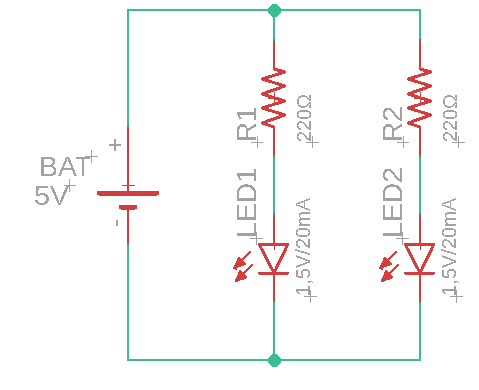 +
BAT
5V
-
R1
220Ω
LED1
1,5V/20mA
R2
220Ω
LED2
1,5V/20mA